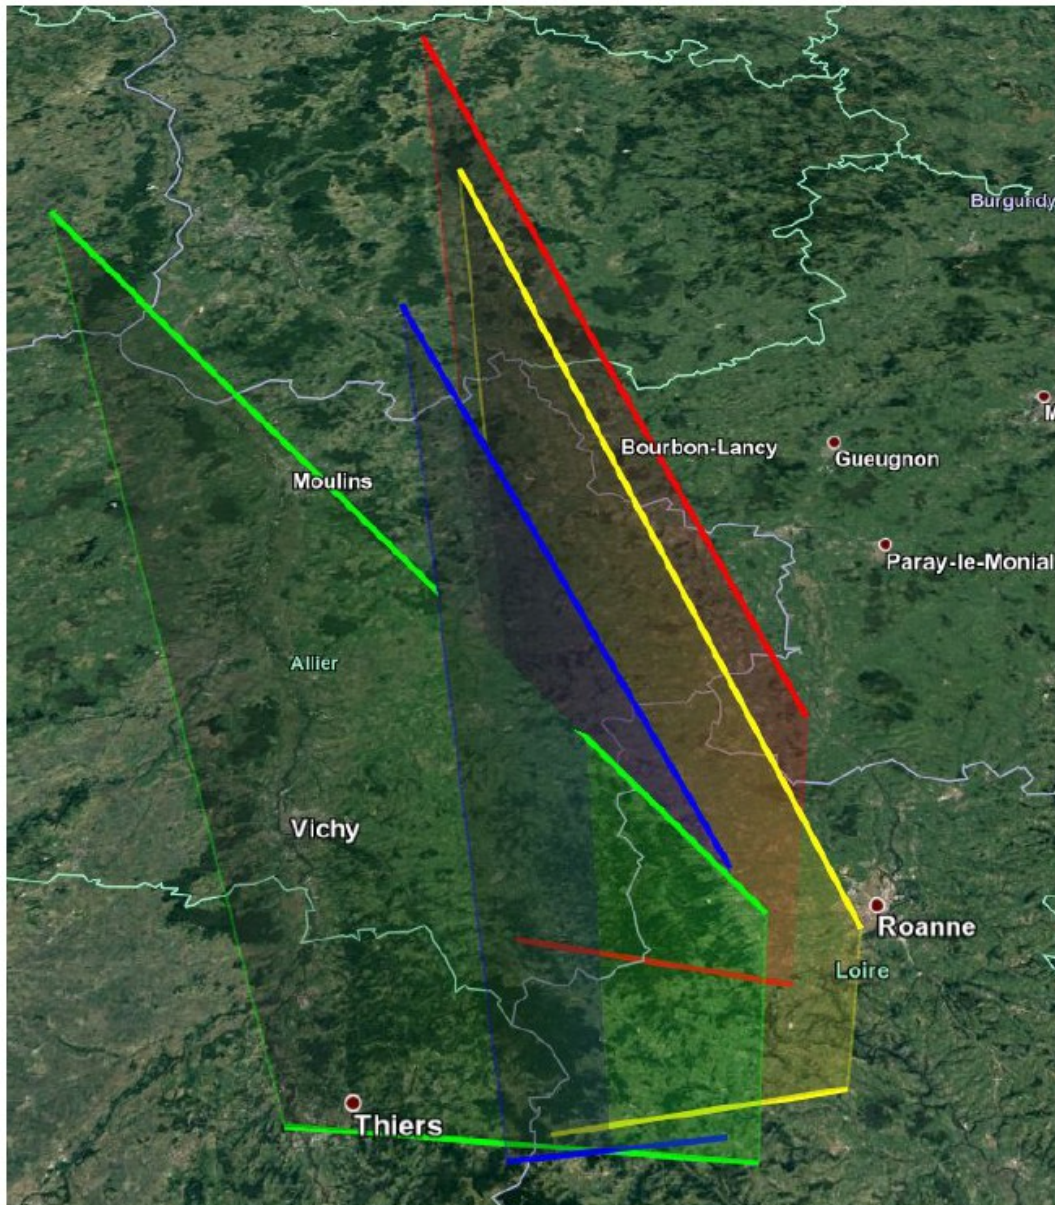 Burgundy
M
Bourbon-Lancy
Gueugnon
Moulins
Paray-le-Monial
Allier
Vichy
Roanne
Loire
Thiers